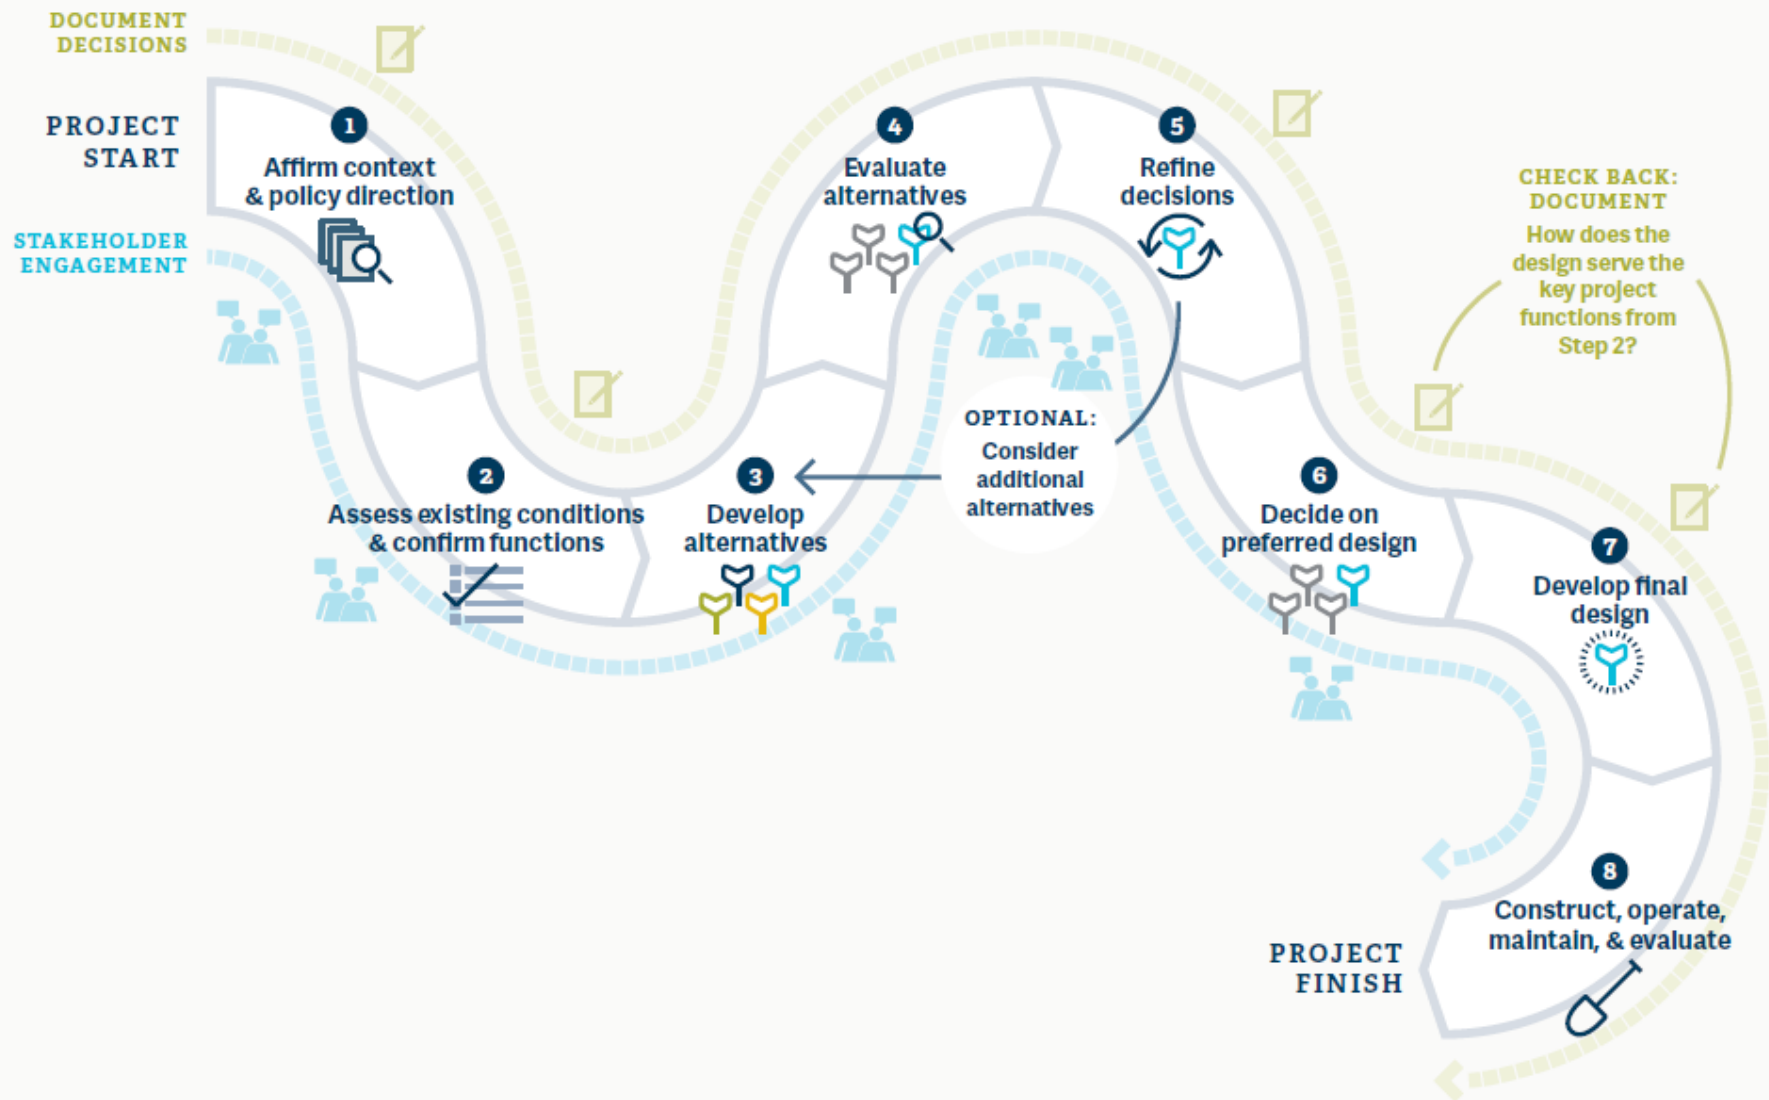 DOCUMENT
DECISIONS
PROJECT
START
STAKEHOLDER
ENGAGEMENT
1
Affirm context
& policy direction
2
Assess existing conditions
& confirm functions
3
Develop
alternatives
4
Evaluate
alternatives
5
Refine
decisions
OPTIONAL:
Consider
additional
alternatives
6
Decide on
preferred design
CHECK BACK:
DOCUMENT
How does the
design serve the
key project
functions from
Step 2?
7
Develop final
design
8
Construct, operate,
maintain, & evaluate
PROJECT
FINISH